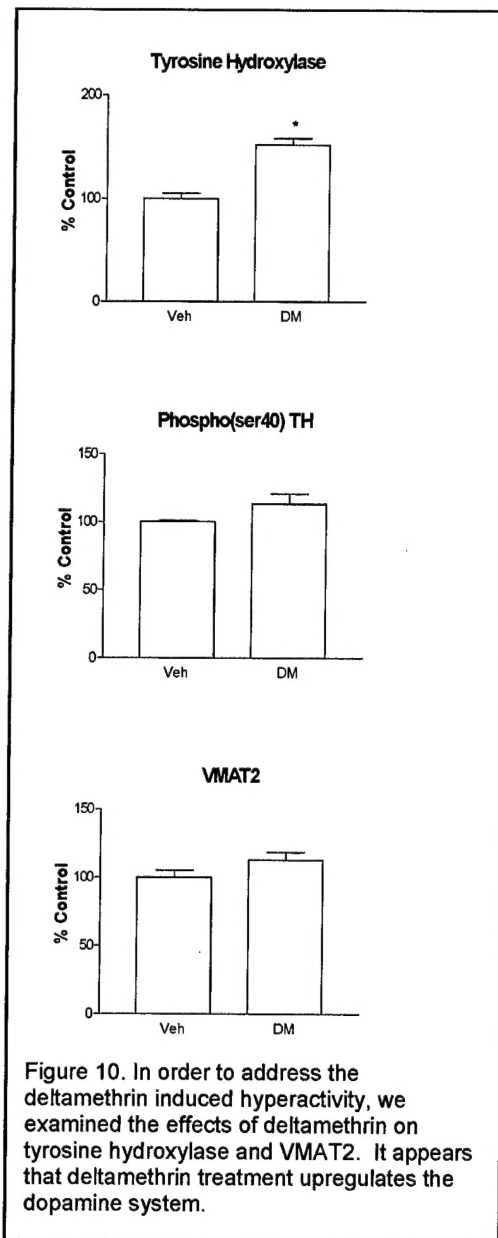 Tyrosine Hydroxylase
200
*
% Control
100
0
Veh DM
Phospho(ser40) TH
150
% Control
100
50
0
Veh DM
VMAT2
150
% Control
100
50
0
Veh DM
Figure 10. In order to address the
deltamethrin induced hyperactivity, we
examined the effects of deltamethrin on
tyrosine hydroxylase and VMAT2. It appears
that deltamethrin treatment upregulates the
dopamine system.